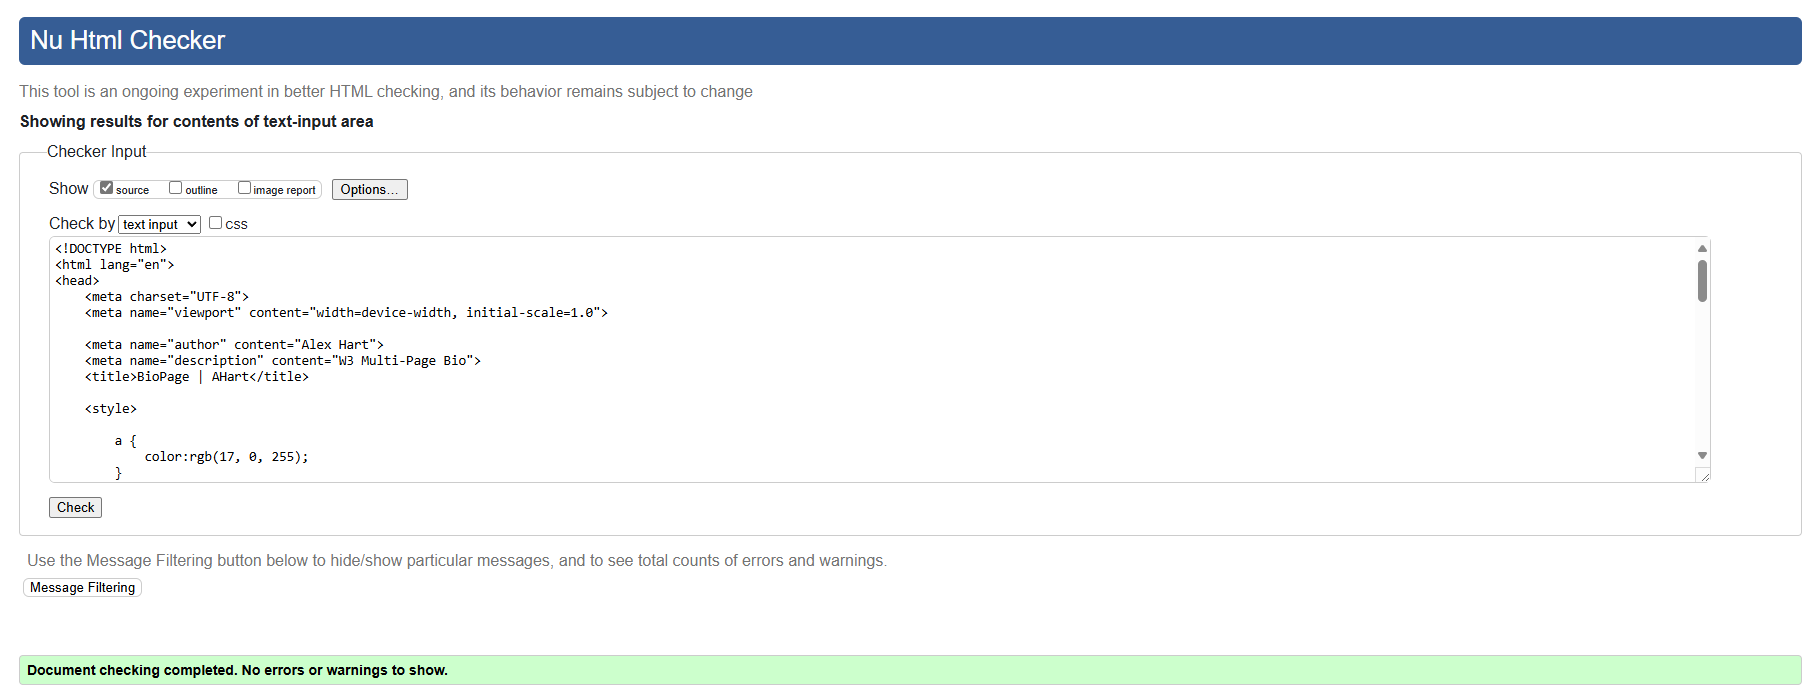 Nu Html Checker
This tool is an ongoing experiment in better HTML checking, and its behavior remains subject to change
Showing results for contents of text-input area
Checker Input
Show source outline image report Options...
Check by text input css
<!DOCTYPE html>
<html lang="en">
<head>
    <meta charset="UTF-8">
    <meta name="viewport" content="width=device-width, initial-scale=1.0">
    <meta name="author" content="Alex Hart">
    <meta name="description" content="W3 Multi-Page Bio">
    <title>BioPage | AHart</title>
    <style>
        a {
            color:rgb(17, 0, 255);
        }
Check
Use the Message Filtering button below to hide/show particular messages, and to see total counts of errors and warnings.
Message Filtering
Document checking completed. No errors or warnings to show.